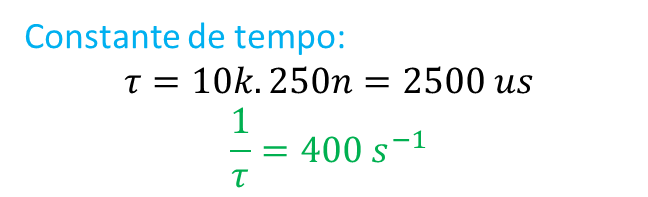 Constante de tempo:
τ = 10k. 250n = 2500 us
1/τ = 400 s⁻¹